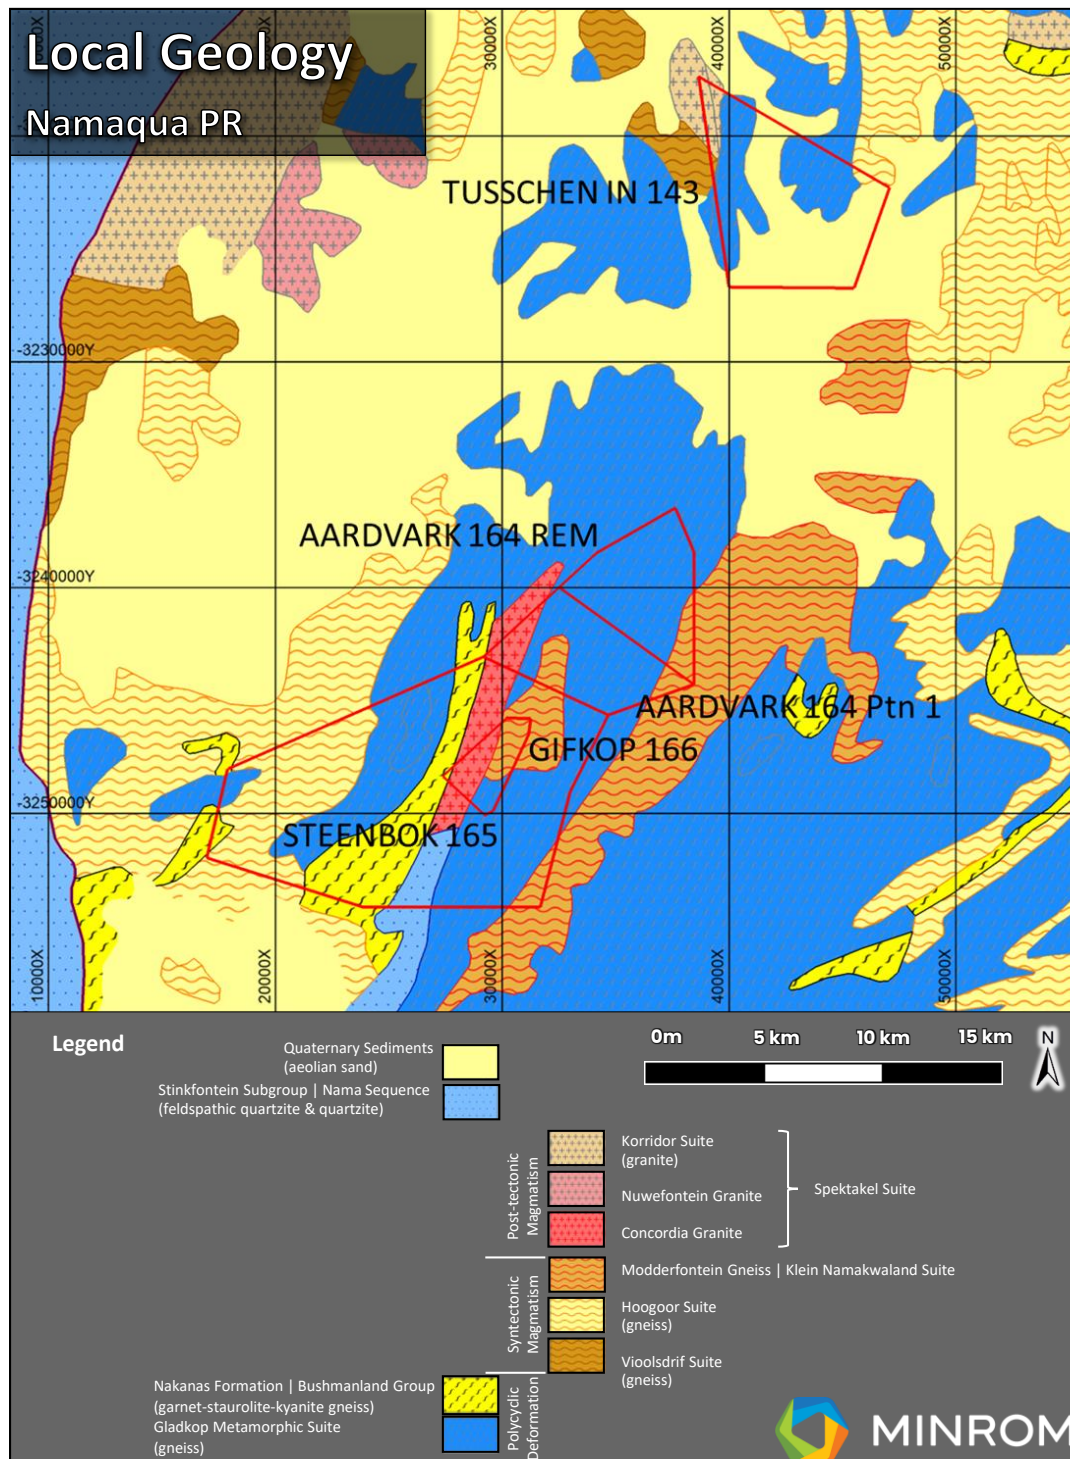 Local Geology
Namaqua PR
30000X
40000X
50000X
TUSSCHEN IN 143
-3230000Y
AARDVARK 164 REM
-3240000Y
AARDVARK 164 Ptn 1
GIFKOP 166
-3250000Y
STEENBOK 165
10000X
20000X
30000X
40000X
50000X
Legend
0m 5 km 10 km 15 km
N
Quaternary Sediments
(aeolian sand)
Stinkfontein Subgroup | Nama Sequence
(feldspathic quartzite & quartzite)
Post-tectonic
Magmatism
Korridor Suite
(granite)
Nuwefontein Granite
Concordia Granite
Spektakel Suite
Syntectonic
Magmatism
Modderfontein Gneiss | Klein Namakwaland Suite
Hoogoor Suite
(gneiss)
Vioolsdrif Suite
(gneiss)
Polycyclic
Deformation
Nakanas Formation | Bushmanland Group
(garnet-staurolite-kyanite gneiss)
Gladkop Metamorphic Suite
(gneiss)
MINROM